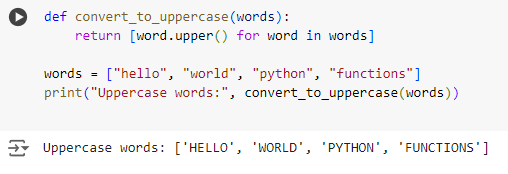 def convert_to_uppercase(words):
    return [word.upper() for word in words]

words = ["hello", "world", "python", "functions"]
print("Uppercase words:", convert_to_uppercase(words))

Uppercase words: ['HELLO', 'WORLD', 'PYTHON', 'FUNCTIONS']